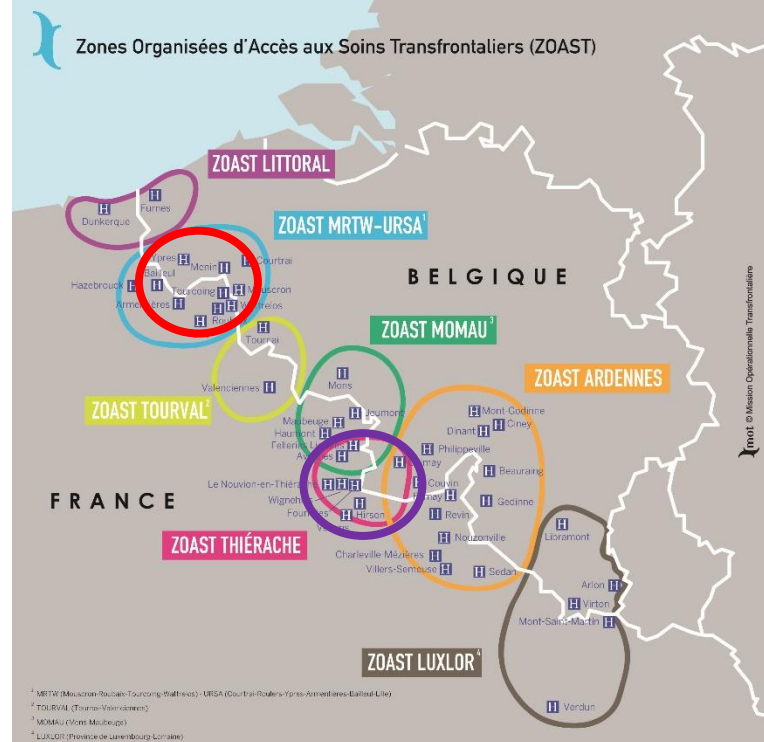 Zones Organisées d'Accès aux Soins Transfrontaliers (ZOAST)
ZOAST LITTORAL
Furnes
Dunkerque
ZOAST MRTW-URSA¹
Ypres
Menin
Courtrai
Bailleul
Hazebrouck
Tourcoing
Mouscron
Armentières
Wattrelos
Roubaix
BELGIQUE
ZOAST MOMAU³
Tournai
ZOAST ARDENNES
Valenciennes
Mons
ZOAST TOURVAL²
Jeumont
Maubeuge
Haumont
Felleries Liessies
Mont-Godinne
Ciney
Dinant
Philippeville
Beauraing
Couvin
Le Nouvion-en-Thiérache
Wignehies
Fourmies
Hirson
Gedinne
Revin
FRANCE
ZOAST THIÉRACHE
Nouzonville
Charleville Mézières
Villers-Semeuse
Sedan
Libramont
Arlon
Virton
Mont-Saint-Martin
ZOAST LUXLOR⁴
Verdun
mot © Mission Opérationnelle Transfrontalière
¹ MRTW (Mouscron-Roubaix-Tourcoing-Wattrelos) - URSA (Courtrai-Roulers-Ypres-Armentières-Bailleul-Lille)
² TOURVAL (Tournai-Valenciennes)
³ MOMAU (Mons-Maubeuge)
⁴ LUXLOR (Province de Luxembourg-Lorraine)